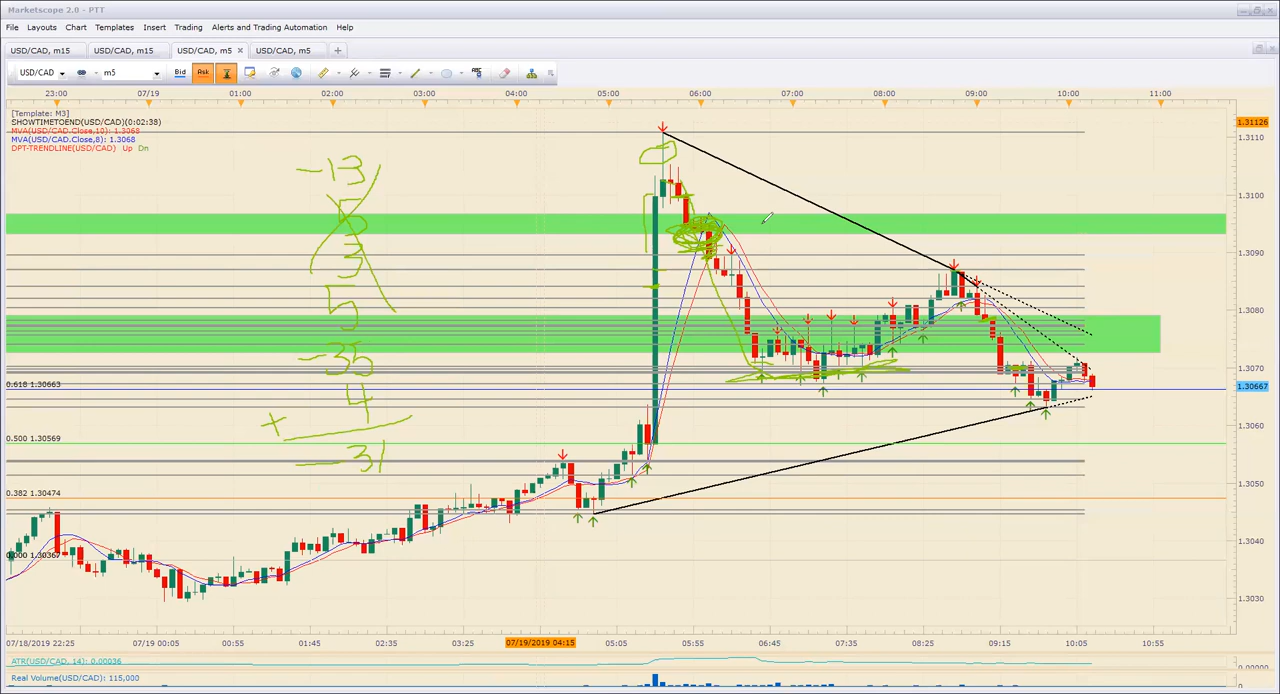 Marketscope 2.0 - PTT
File Layouts Chart Templates Insert Trading Alerts and Trading Automation Help
USD/CAD, m15 USD/CAD, m15 USD/CAD, m5 × USD/CAD, m5 +
USD/CAD m5 Bid Ask
23:00 07/19 01:00 02:00 03:00 04:00 05:00 06:00 07:00 08:00 09:00 10:00 11:00
[Template: M3]
SHOWTIMETOEND(USD/CAD)(0:02:38)
MVA(USD/CAD.Close,10): 1.3068
MVA(USD/CAD.Close,8): 1.3068
DPT-TRENDLINE(USD/CAD) Up Dn
1.31126
1.3110
1.3100
1.3090
1.3080
1.3070
1.30667
1.3060
1.3050
1.3040
1.3030
-13
3
3
-35
4
+
-31
0.618 1.30663
0.500 1.30569
0.382 1.30474
0.000 1.30367
07/18/2019 22:25 07/19 00:05 00:55 01:45 02:35 03:25 07/19/2019 04:15 05:05 05:55 06:45 07:35 08:25 09:15 10:05 10:55
ATR(USD/CAD, 14): 0.00036
0.00000
Real Volume(USD/CAD): 115,000
0